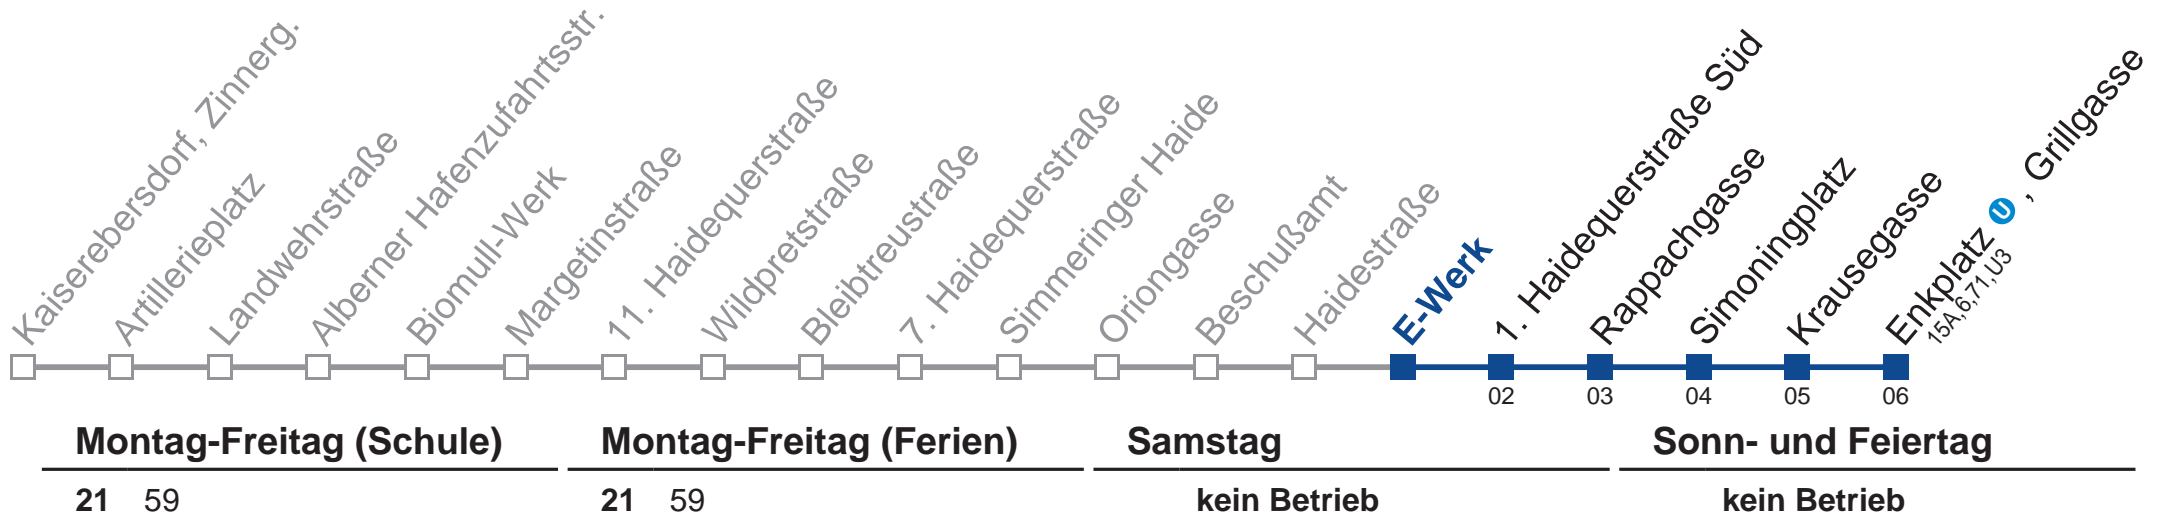 Kaiserebersdorf, Zinnerg.
Artillerieplatz
Landwehrstraße
Alberner Hafenzufahrtsstr.
Biomull-Werk
Margetinstraße
11. Haidequerstraße
Wildpretstraße
Bleibtreustraße
7. Haidequerstraße
Simmeringer Haide
Oriongasse
Beschußamt
Haidestraße
E-Werk
1. Haidequerstraße Süd
Rappachgasse
Simoningplatz
Krausegasse
Enkplatz U , Grillgasse
15A,6,71,U3
02 03 04 05 06
Montag-Freitag (Schule) Montag-Freitag (Ferien) Samstag Sonn- und Feiertag
21 59 21 59 kein Betrieb kein Betrieb